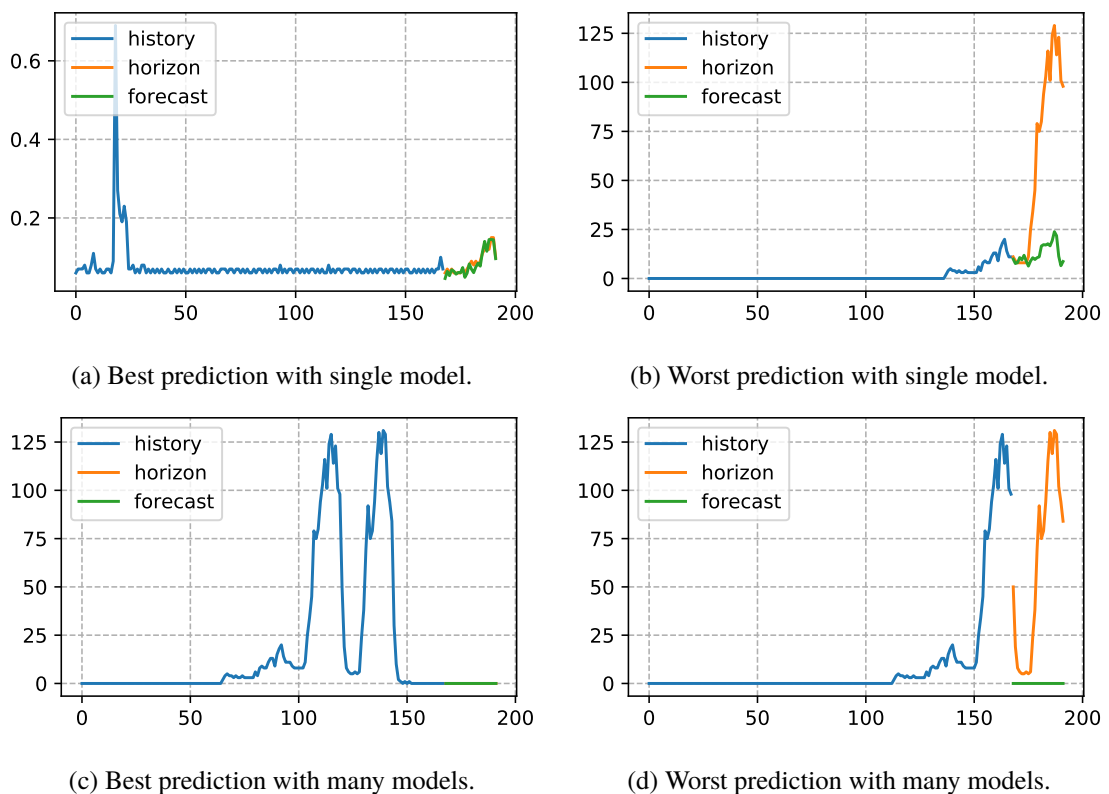 history
horizon
forecast
0.6
0.4
0.2
0 50 100 150 200
(a) Best prediction with single model.
history
horizon
forecast
125
100
75
50
25
0
0 50 100 150 200
(b) Worst prediction with single model.
history
horizon
forecast
125
100
75
50
25
0
0 50 100 150 200
(c) Best prediction with many models.
history
horizon
forecast
125
100
75
50
25
0
0 50 100 150 200
(d) Worst prediction with many models.